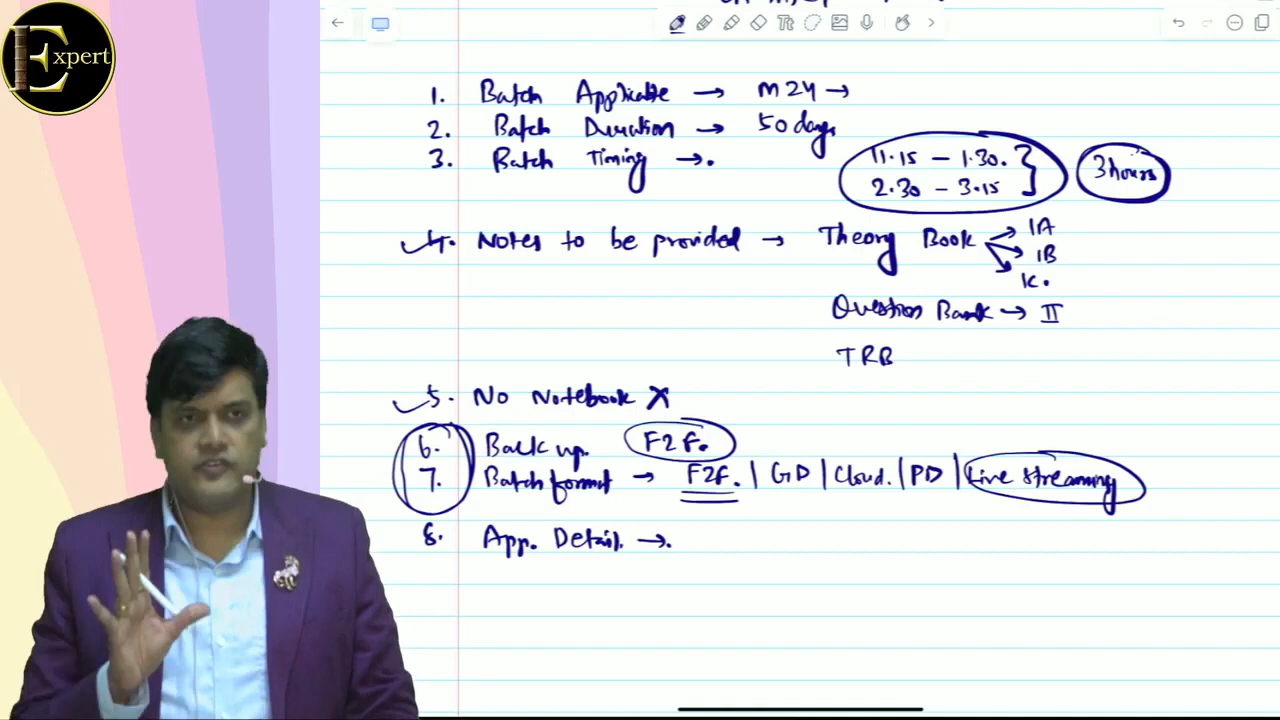 Expert
1. Batch Applicable → M24 →
2. Batch Duration → 50 days
3. Batch Timing →.
11.15 - 1.30.
2.30 - 3.15
3 hours
4. Notes to be provided → Theory Book
1A
1B
1C.
Question Bank → II
TRB
5. No Notebook X
6. Back up. F2F.
7. Batch format → F2F. | GD | Cloud. | PD | Live Streaming
8. App. Detail. →.